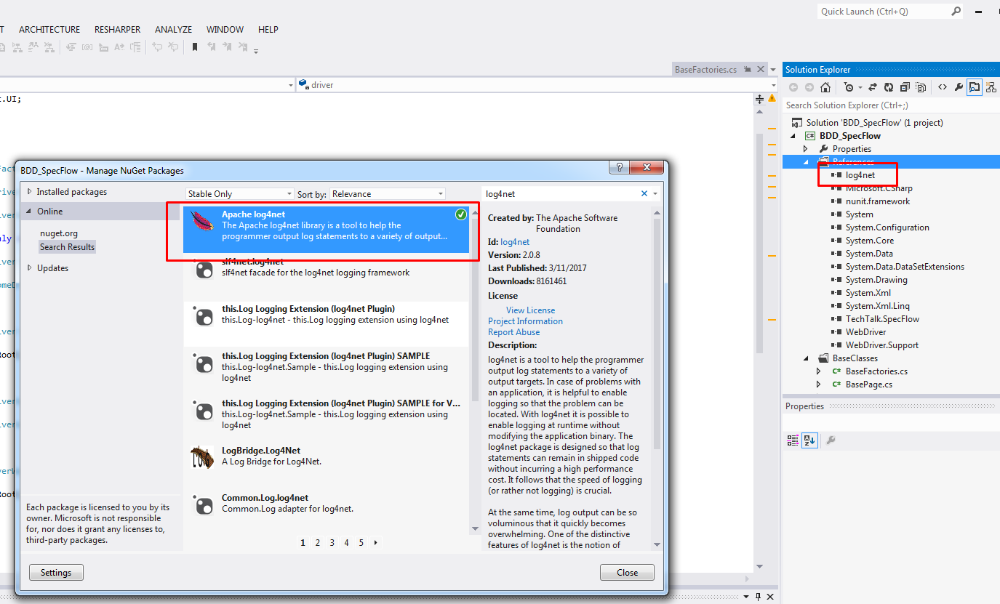 Quick Launch (Ctrl+Q)
T ARCHITECTURE RESHARPER ANALYZE WINDOW HELP
BaseFactories.cs
driver
t.UI;
BDD_SpecFlow - Manage NuGet Packages
Installed packages
Online
nuget.org
Search Results
Updates
Each package is licensed to you by its
owner. Microsoft is not responsible
for, nor does it grant any licenses to,
third-party packages.
Settings
Stable Only
Sort by: Relevance
Apache log4net
The Apache log4net library is a tool to help the
programmer output log statements to a variety of output...
slf4net.log4net
slf4net facade for the log4net logging framework
this.Log Logging Extension (log4net Plugin)
this.Log-log4net - this.Log logging extension using log4net
this.Log Logging Extension (log4net Plugin) SAMPLE
this.Log-log4net.Sample - this.Log logging extension using
log4net
this.Log Logging Extension (log4net Plugin) SAMPLE for V...
this.Log-log4net.Sample - this.Log logging extension using
log4net
LogBridge.Log4Net
A Log Bridge for Log4Net.
Common.Log.log4net
Common.Log adapter for log4net.
1 2 3 4 5
log4net
Created by: The Apache Software
Foundation
Id: log4net
Version: 2.0.8
Last Published: 3/11/2017
Downloads: 8161461
License
View License
Project Information
Report Abuse
Description:
log4net is a tool to help the programmer
output log statements to a variety of
output targets. In case of problems with
an application, it is helpful to enable
logging so that the problem can be
located. With log4net it is possible to
enable logging at runtime without
modifying the application binary. The
log4net package is designed so that log
statements can remain in shipped code
without incurring a high performance
cost. It follows that the speed of logging
(or rather not logging) is crucial.
At the same time, log output can be so
voluminous that it quickly becomes
overwhelming. One of the distinctive
features of log4net is the notion of
Close
Solution Explorer
Search Solution Explorer (Ctrl+;)
Solution 'BDD_SpecFlow' (1 project)
BDD_SpecFlow
Properties
References
log4net
Microsoft.CSharp
nunit.framework
System
System.Configuration
System.Core
System.Data
System.Data.DataSetExtensions
System.Drawing
System.Xml
System.Xml.Linq
TechTalk.SpecFlow
WebDriver
WebDriver.Support
BaseClasses
BaseFactories.cs
BasePage.cs
Properties